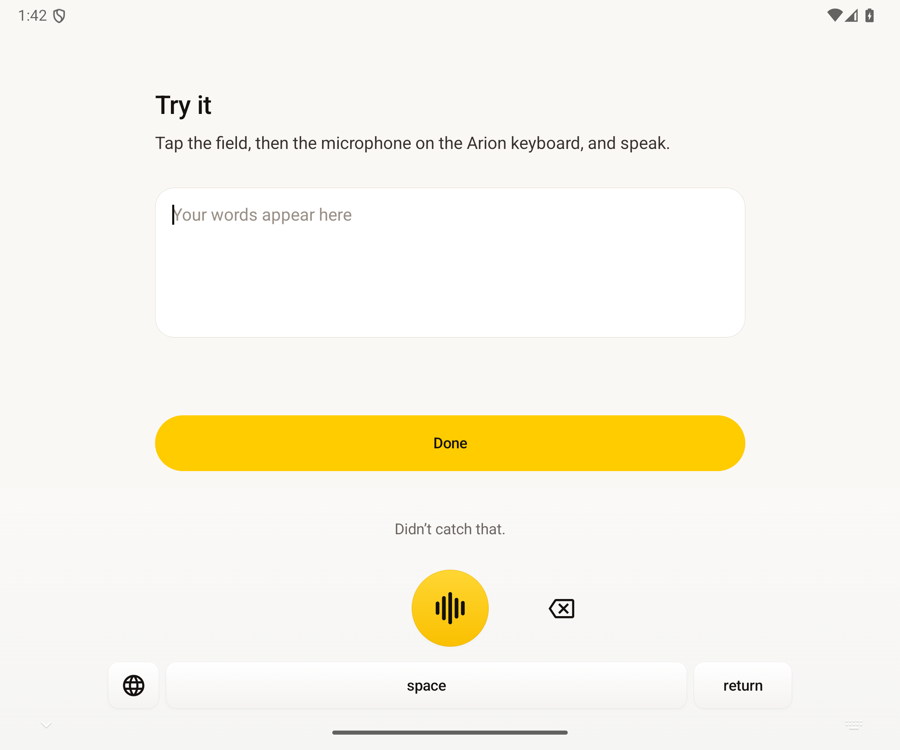 1:42
Try it
Tap the field, then the microphone on the Arion keyboard, and speak.
Your words appear here
Done
Didn’t catch that.
space
return